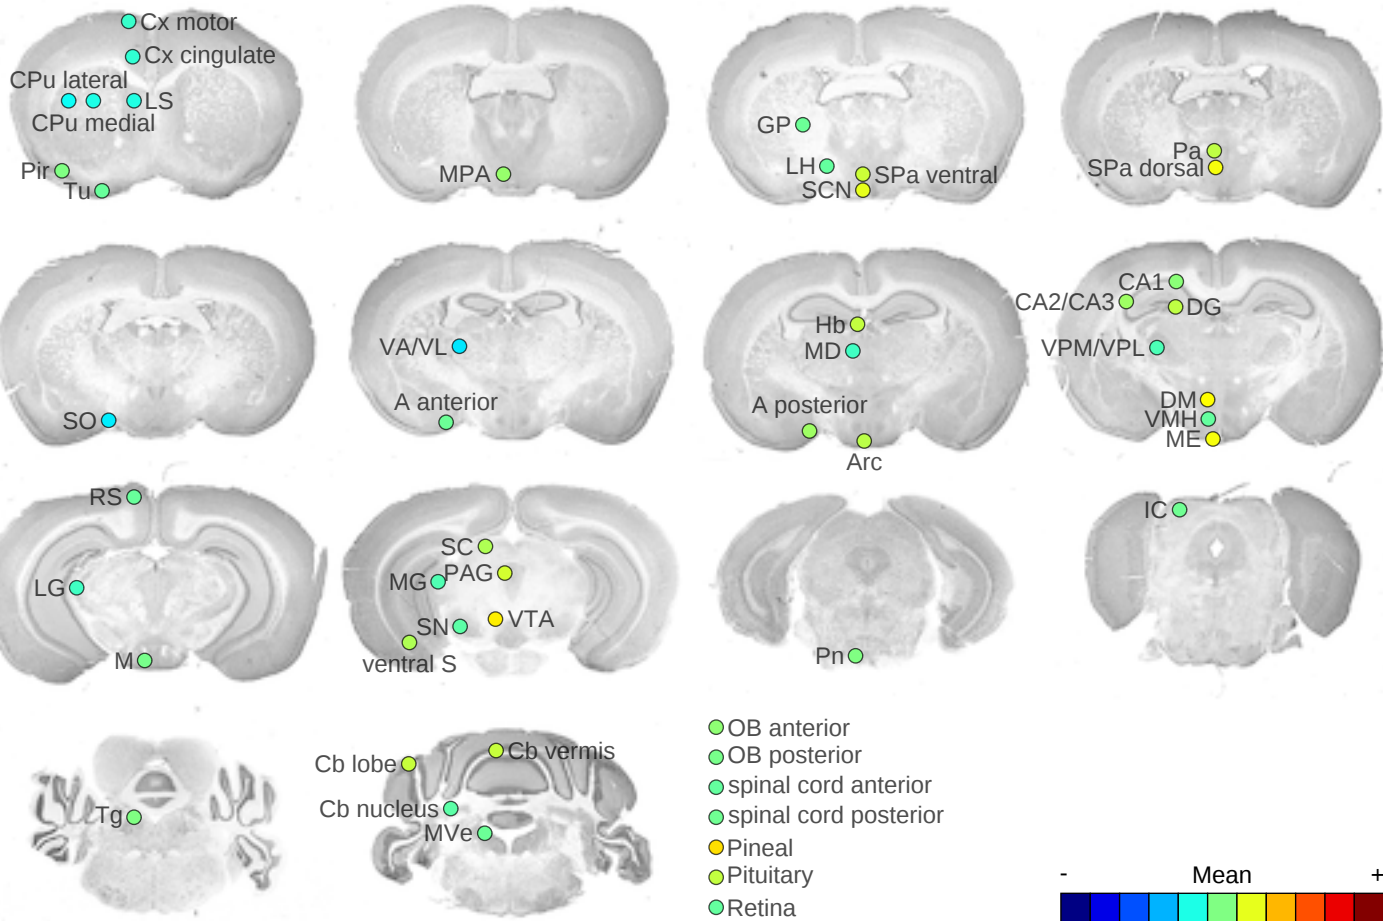 Cx motor
Cx cingulate
CPu lateral
LS
CPu medial
Pir
Tu
MPA
GP
LH
SPa ventral
SCN
Pa
SPa dorsal
SO
VA/VL
A anterior
Hb
MD
A posterior
Arc
CA1
CA2/CA3
DG
VPM/VPL
DM
VMH
ME
RS
LG
M
SC
MG
PAG
SN
VTA
ventral S
Pn
IC
Tg
Cb lobe
Cb vermis
Cb nucleus
MVe
OB anterior
OB posterior
spinal cord anterior
spinal cord posterior
Pineal
Pituitary
Retina
- Mean +